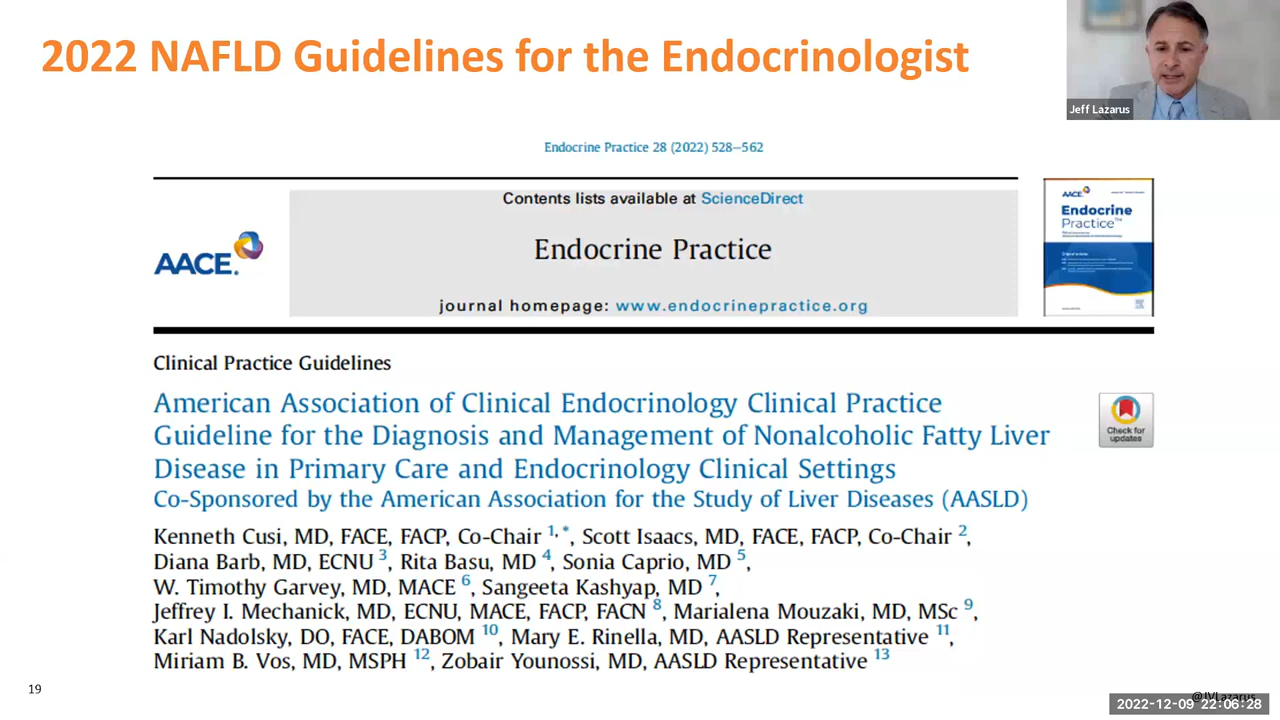 2022 NAFLD Guidelines for the Endocrinologist
Jeff Lazarus
Endocrine Practice 28 (2022) 528–562
Contents lists available at ScienceDirect
Endocrine Practice
journal homepage: www.endocrinepractice.org
AACE.
AACE
Endocrine
Practice™
Clinical Practice Guidelines
American Association of Clinical Endocrinology Clinical Practice
Guideline for the Diagnosis and Management of Nonalcoholic Fatty Liver
Disease in Primary Care and Endocrinology Clinical Settings
Co-Sponsored by the American Association for the Study of Liver Diseases (AASLD)
Check for
updates
Kenneth Cusi, MD, FACE, FACP, Co-Chair 1, *, Scott Isaacs, MD, FACE, FACP, Co-Chair 2,
Diana Barb, MD, ECNU 3, Rita Basu, MD 4, Sonia Caprio, MD 5,
W. Timothy Garvey, MD, MACE 6, Sangeeta Kashyap, MD 7,
Jeffrey I. Mechanick, MD, ECNU, MACE, FACP, FACN 8, Marialena Mouzaki, MD, MSc 9,
Karl Nadolsky, DO, FACE, DABOM 10, Mary E. Rinella, MD, AASLD Representative 11,
Miriam B. Vos, MD, MSPH 12, Zobair Younossi, MD, AASLD Representative 13
19
@JVLazarus
2022-12-09 22:06:28